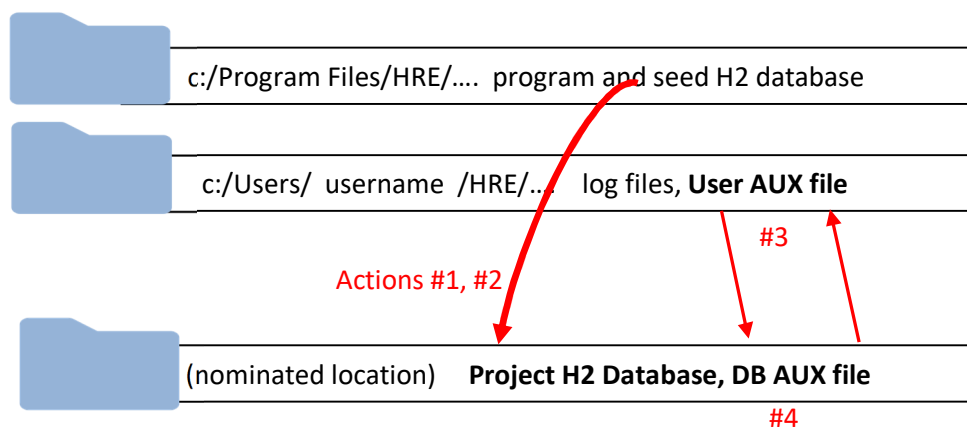 c:/Program Files/HRE/.... program and seed H2 database
c:/Users/ username /HRE/... log files, User AUX file
#3
Actions #1, #2
(nominated location) Project H2 Database, DB AUX file
#4